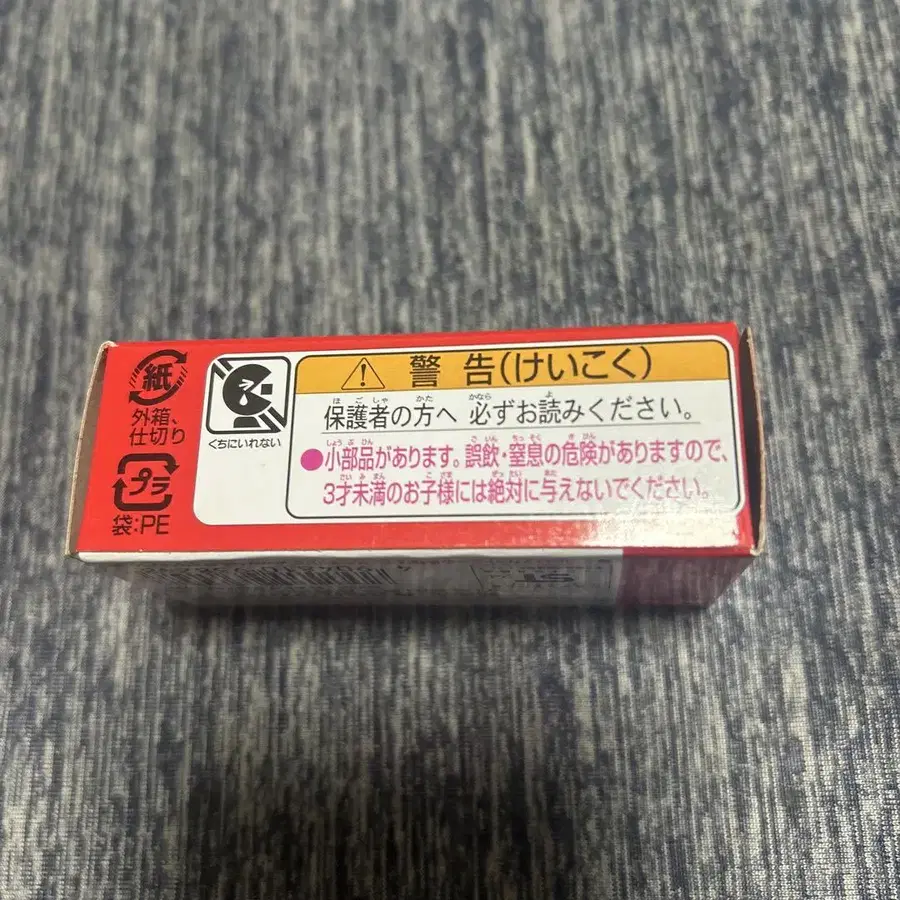 紙
外箱、
仕切り
プラ
袋:PE
くちにいれない
警告(けいこく)
保護者の方へ 必ずお読みください。
●小部品があります。誤飲・窒息の危険がありますので、
3才未満のお子様には絶対に与えないでください。
ST